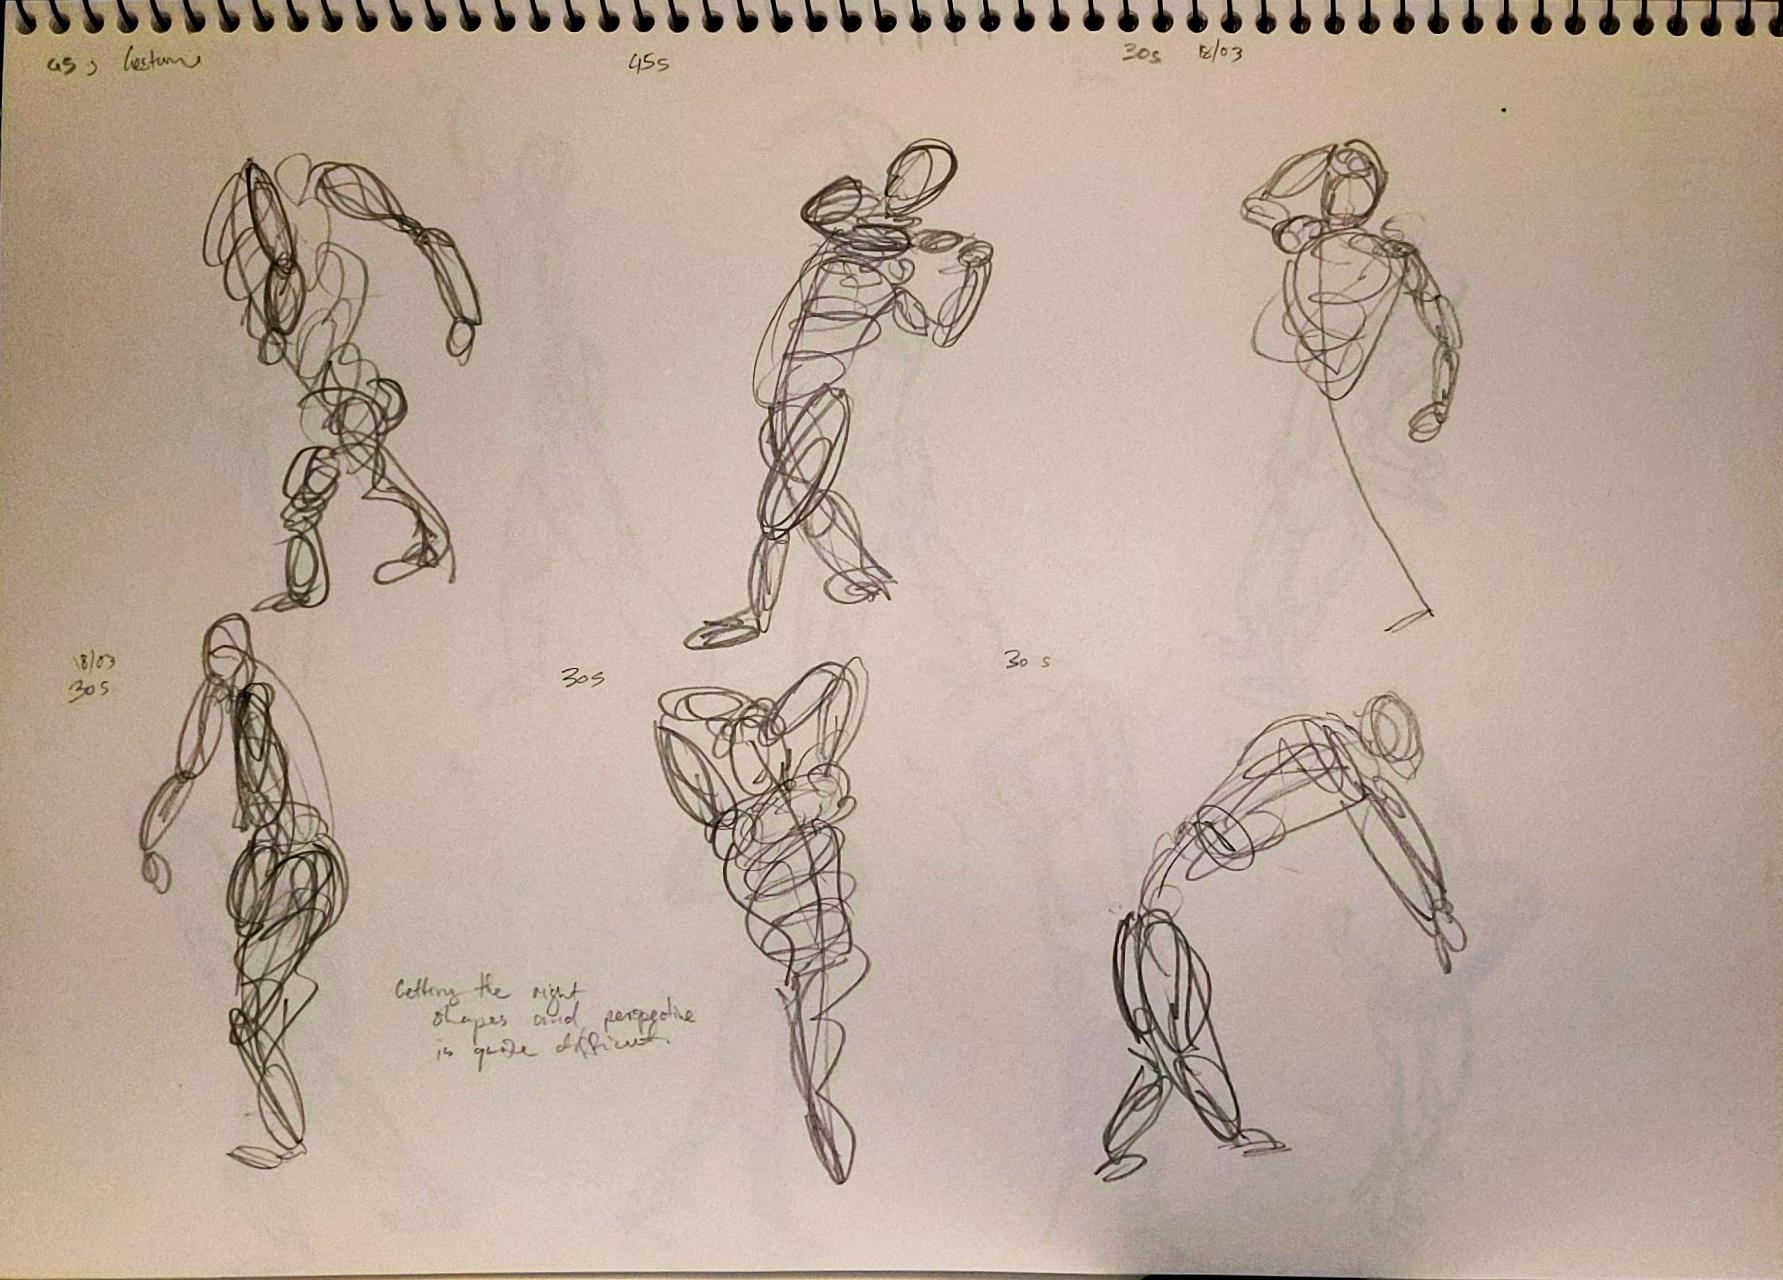 45s
45s
30s 18/03
18/03
30s
30s
30 s
Getting the right
shapes and perspective
is quite difficult.